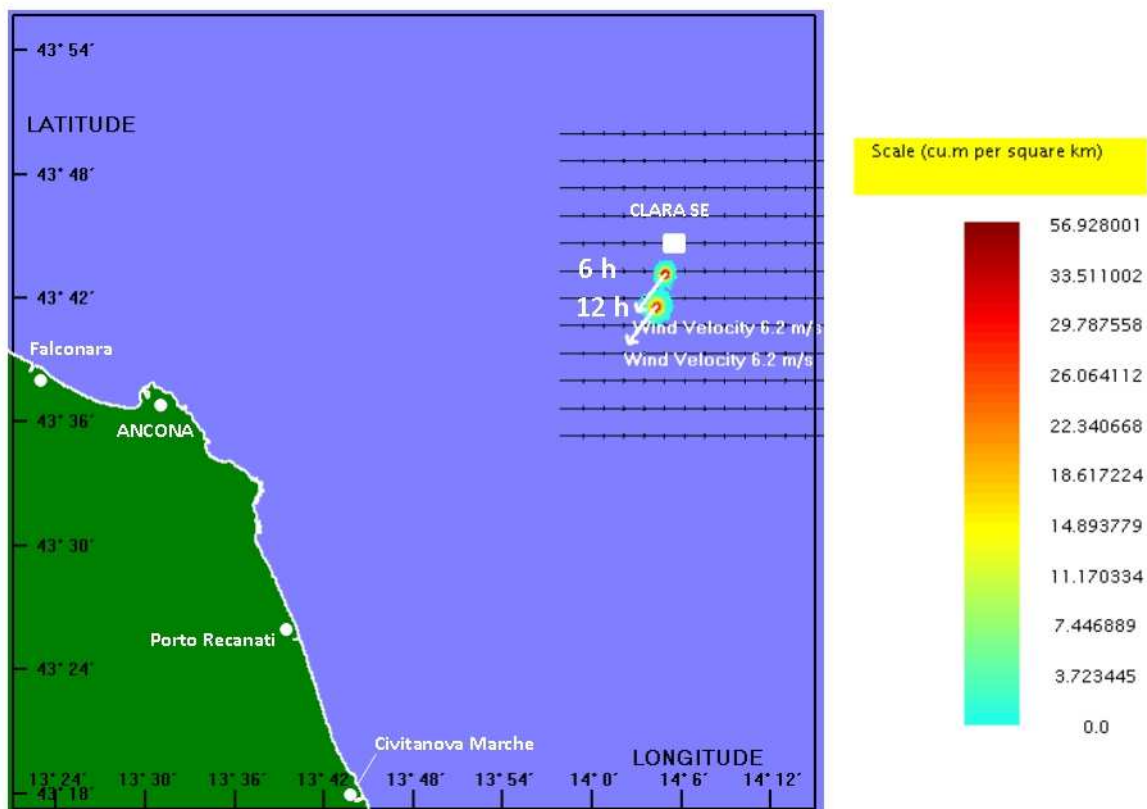 43° 54´
LATITUDE
43° 48´
CLARA SE
6 h
43° 42´
12 h
Wind Velocity 6.2 m/s
Falconara
Wind Velocity 6.2 m/s
43° 36´
ANCONA
43° 30´
Porto Recanati
43° 24´
Civitanova Marche
LONGITUDE
13° 24´ 13° 30´ 13° 36´ 13° 42´ 13° 48´ 13° 54´ 14° 0´ 14° 6´ 14° 12´
43° 18´
Scale (cu.m per square km)
56.928001
33.511002
29.787558
26.064112
22.340668
18.617224
14.893779
11.170334
7.446889
3.723445
0.0